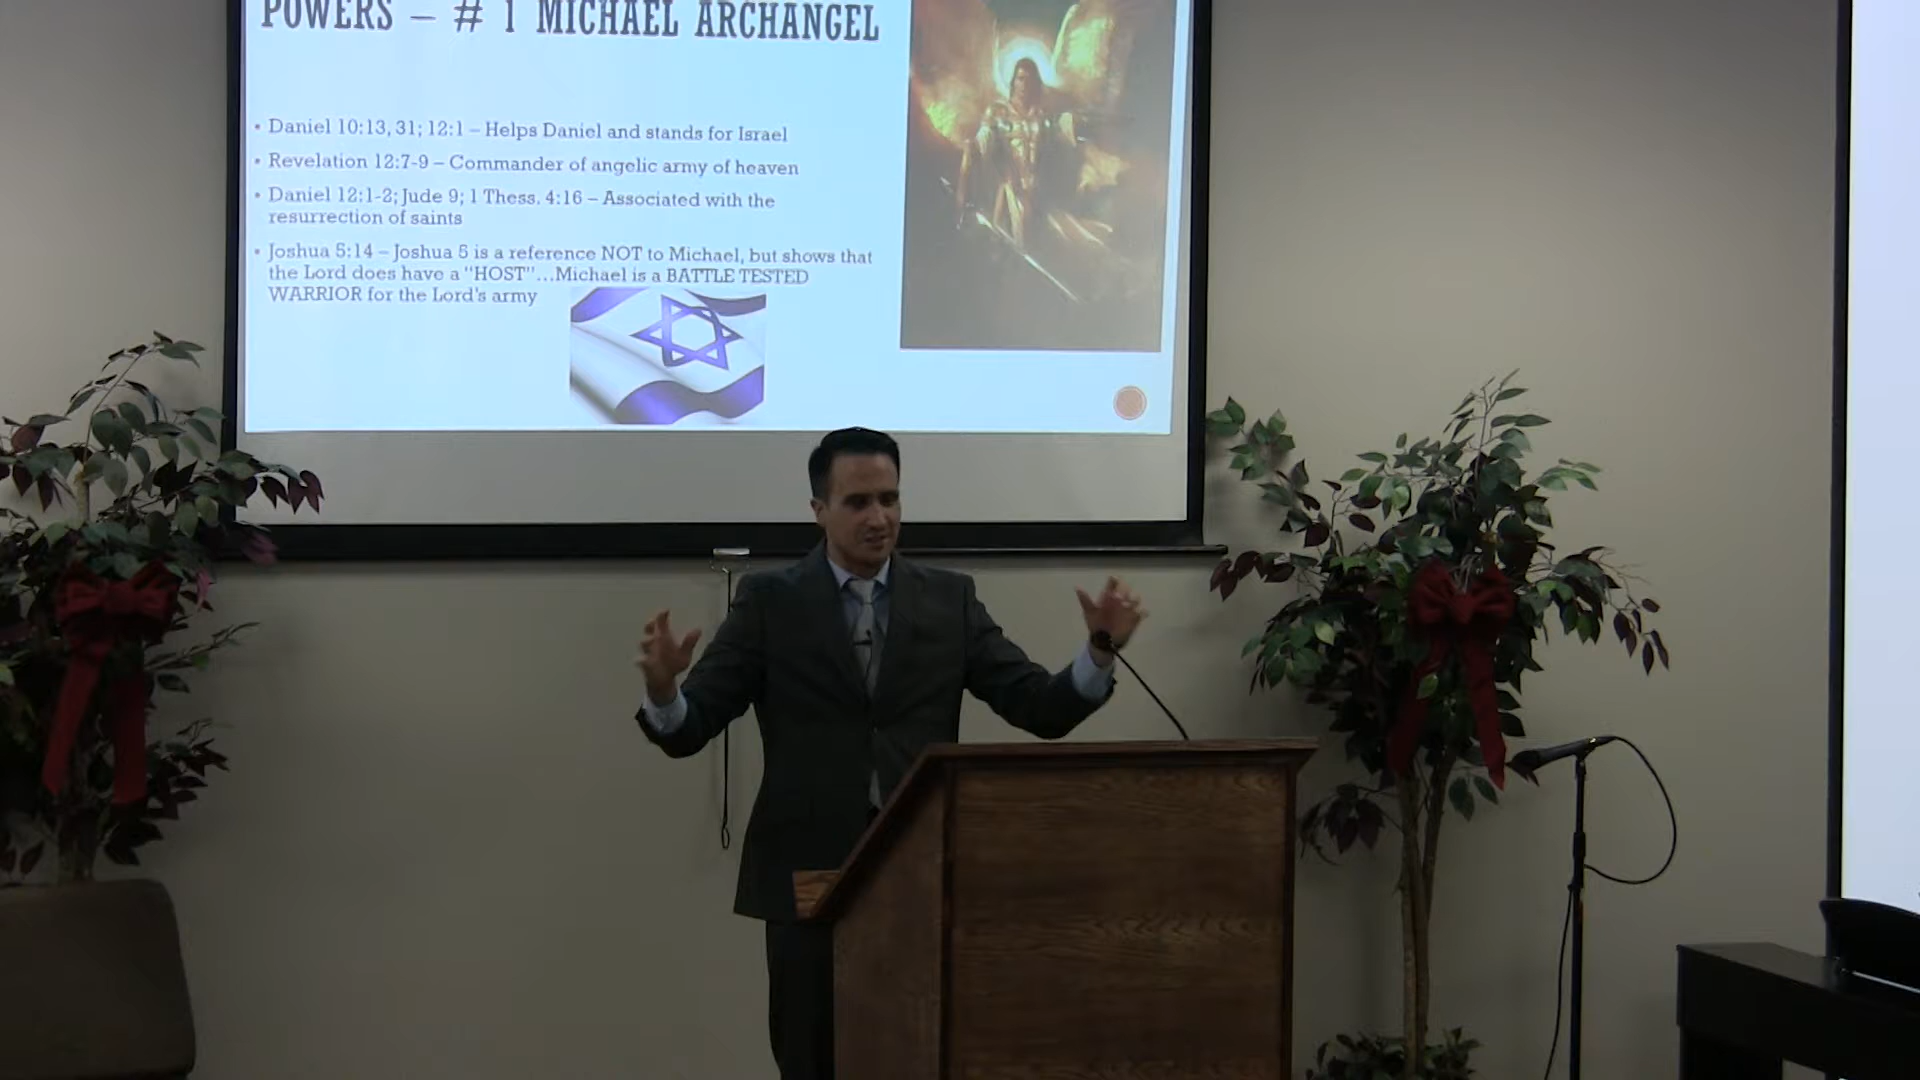 POWERS – # 1 MICHAEL ARCHANGEL
• Daniel 10:13, 31; 12:1 – Helps Daniel and stands for Israel
• Revelation 12:7-9 – Commander of angelic army of heaven
• Daniel 12:1-2; Jude 9; 1 Thess. 4:16 – Associated with the
resurrection of saints
• Joshua 5:14 – Joshua 5 is a reference NOT to Michael, but shows that
the Lord does have a "HOST"...Michael is a BATTLE TESTED
WARRIOR for the Lord's army